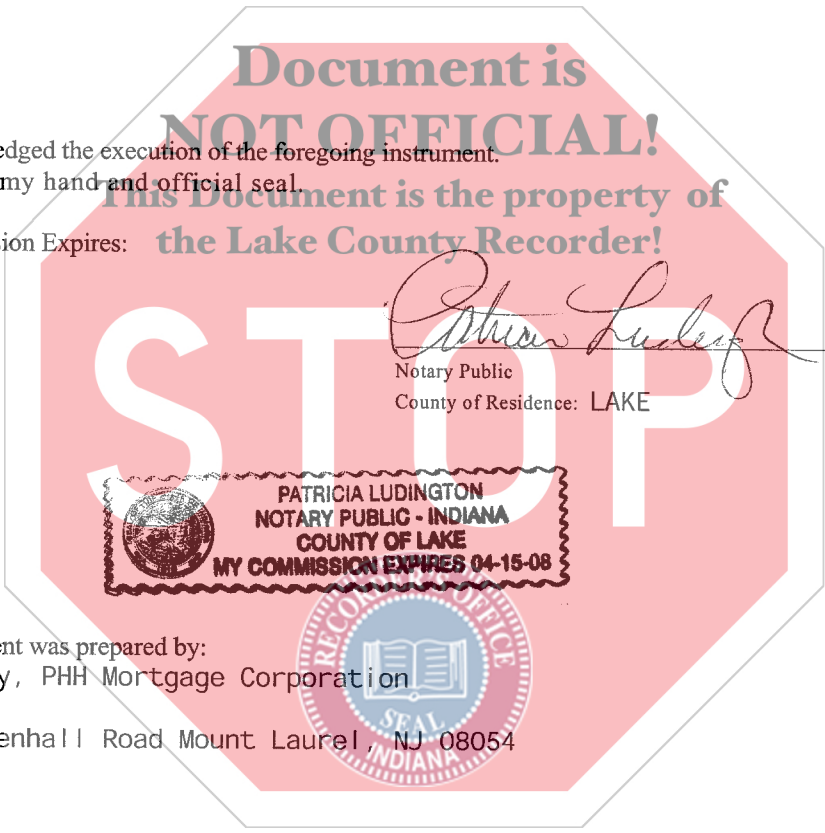 Document is
NOT OFFICIAL!
edged the execution of the foregoing instrument.
my hand and official seal.
This Document is the property of
the Lake County Recorder!
ion Expires:
Patricia Ludington
Notary Public
County of Residence: LAKE
STOP
PATRICIA LUDINGTON
NOTARY PUBLIC - INDIANA
COUNTY OF LAKE
MY COMMISSION EXPIRES 04-15-08
RECORDER'S OFFICE
SEAL
INDIANA
ent was prepared by:
y, PHH Mortgage Corporation
enhall Road Mount Laurel, NJ 08054